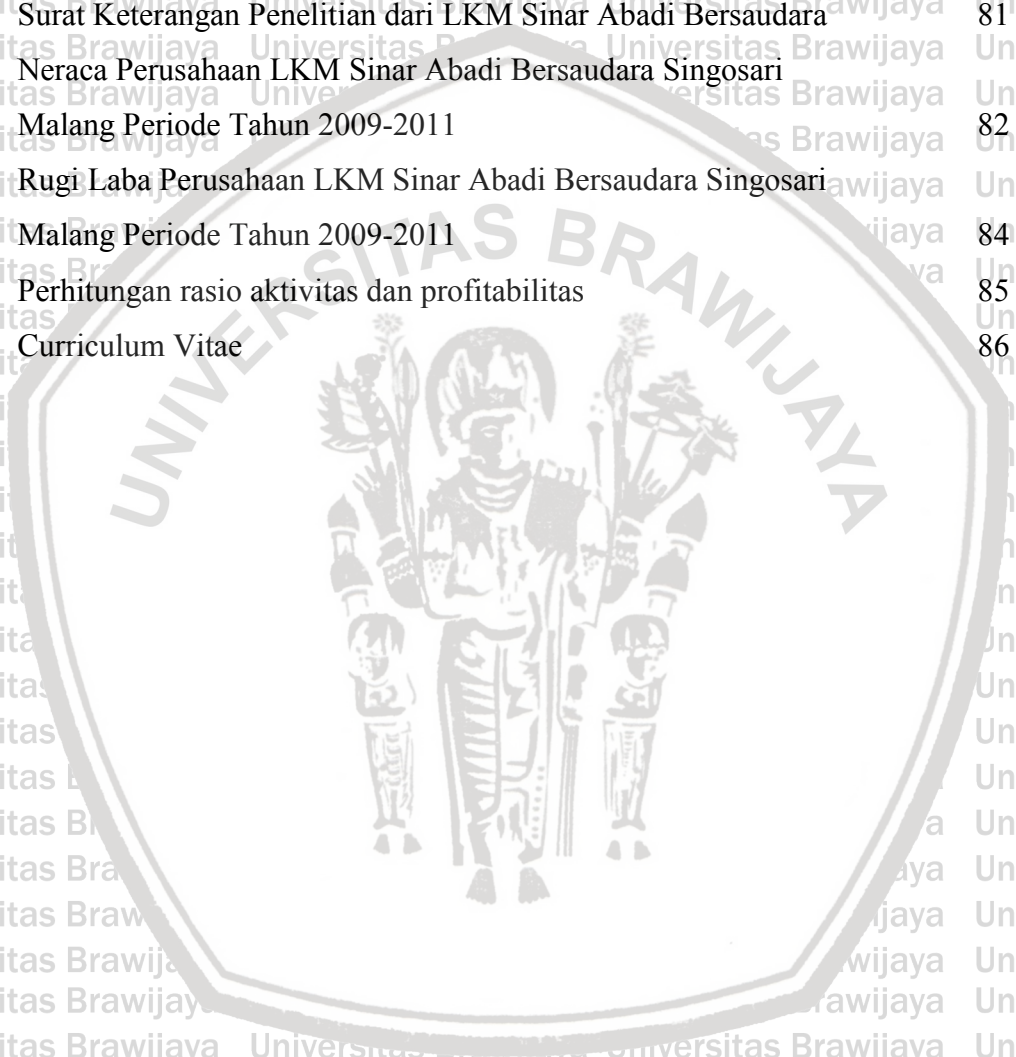 Surat Keterangan Penelitian dari LKM Sinar Abadi Bersaudara 81
Neraca Perusahaan LKM Sinar Abadi Bersaudara Singosari
Malang Periode Tahun 2009-2011 82
Rugi Laba Perusahaan LKM Sinar Abadi Bersaudara Singosari
Malang Periode Tahun 2009-2011 84
Perhitungan rasio aktivitas dan profitabilitas 85
Curriculum Vitae 86
UNIVERSITAS BRAWIJAYA